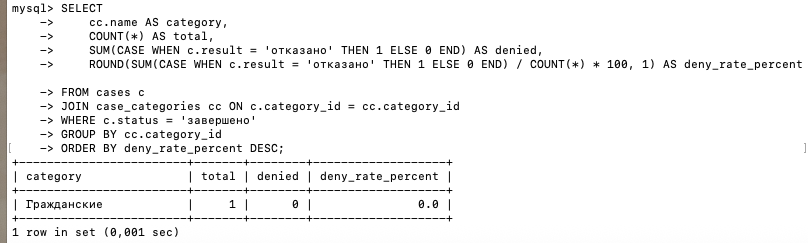 mysql> SELECT
    ->     cc.name AS category,
    ->     COUNT(*) AS total,
    ->     SUM(CASE WHEN c.result = 'отказано' THEN 1 ELSE 0 END) AS denied,
    ->     ROUND(SUM(CASE WHEN c.result = 'отказано' THEN 1 ELSE 0 END) / COUNT(*) * 100, 1) AS deny_rate_percent
    -> FROM cases c
    -> JOIN case_categories cc ON c.category_id = cc.category_id
    -> WHERE c.status = 'завершено'
    -> GROUP BY cc.category_id
[    -> ORDER BY deny_rate_percent DESC; ]
+------------------------+-------+--------+-------------------+
| category               | total | denied | deny_rate_percent |
+------------------------+-------+--------+-------------------+
| Гражданские            |     1 |      0 |               0.0 |
+------------------------+-------+--------+-------------------+
1 row in set (0,001 sec)